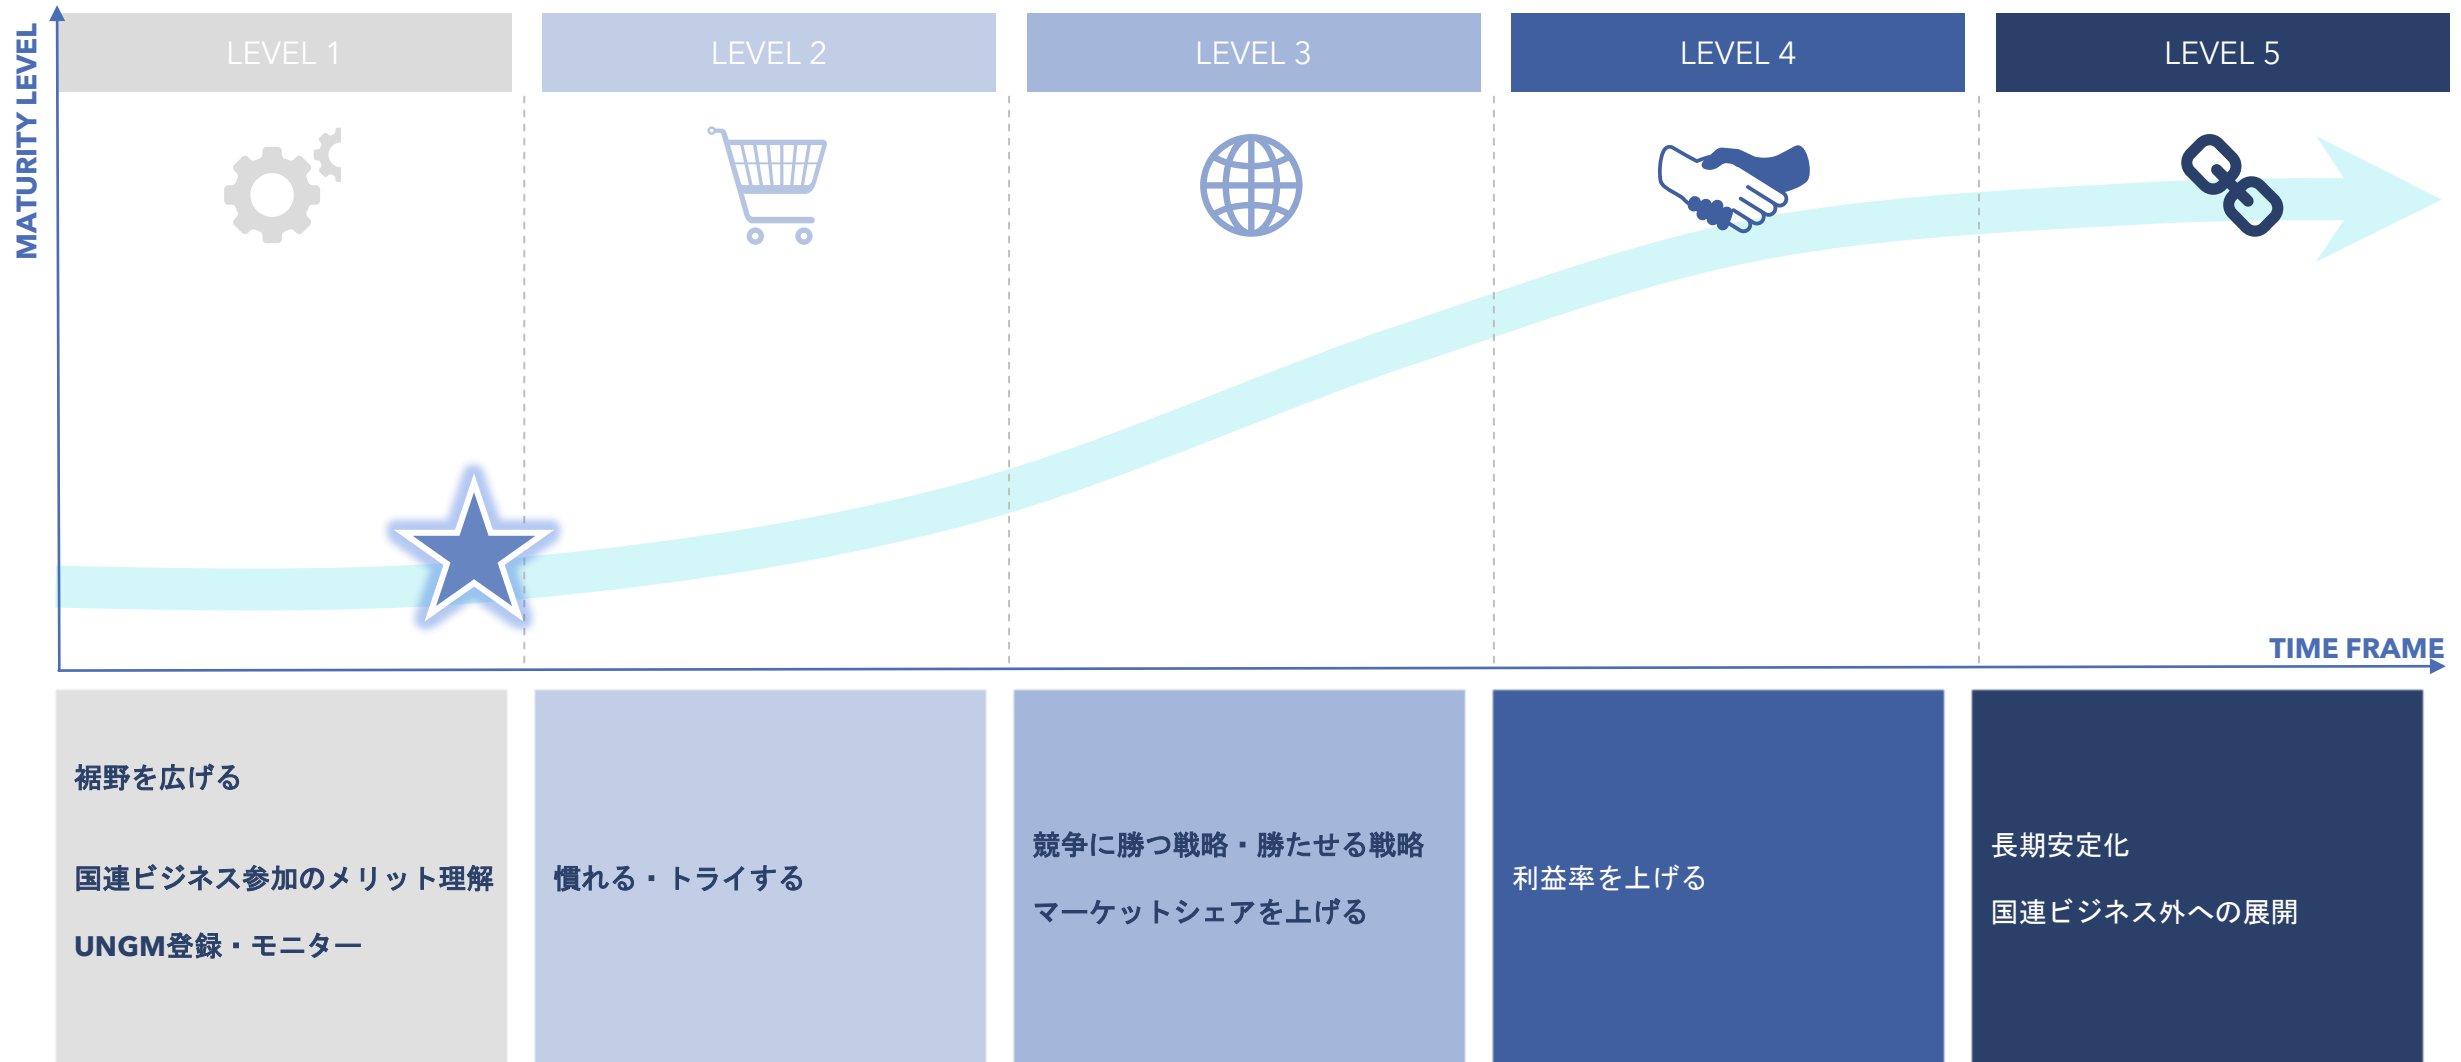 MATURITY LEVEL
LEVEL 1
LEVEL 2
LEVEL 3
LEVEL 4
LEVEL 5
TIME FRAME
裾野を広げる
国連ビジネス参加のメリット理解
UNGM登録・モニター
慣れる・トライする
競争に勝つ戦略・勝たせる戦略
マーケットシェアを上げる
利益率を上げる
長期安定化
国連ビジネス外への展開